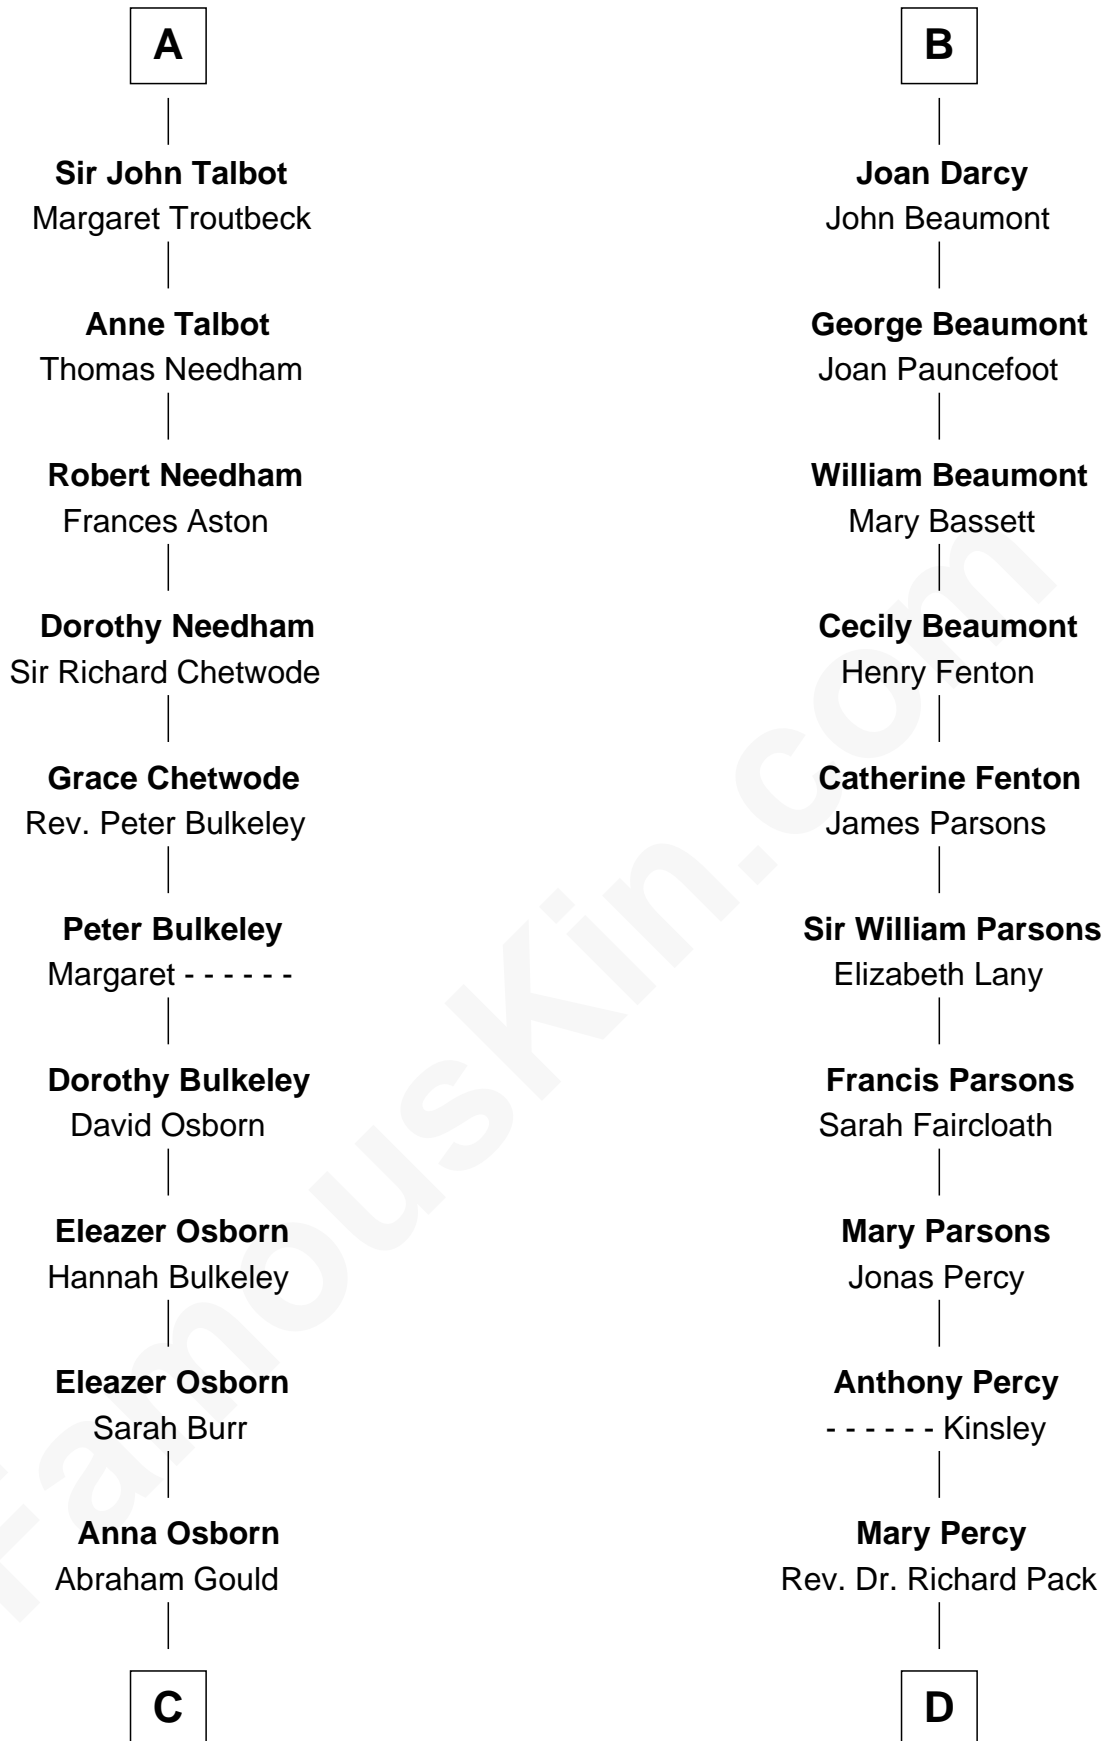 A
Sir John Talbot
Margaret Troutbeck
Anne Talbot
Thomas Needham
Robert Needham
Frances Aston
Dorothy Needham
Sir Richard Chetwode
Grace Chetwode
Rev. Peter Bulkeley
Peter Bulkeley
Margaret - - - - - -
Dorothy Bulkeley
David Osborn
Eleazer Osborn
Hannah Bulkeley
Eleazer Osborn
Sarah Burr
Anna Osborn
Abraham Gould
C
B
Joan Darcy
John Beaumont
George Beaumont
Joan Pauncefoot
William Beaumont
Mary Bassett
Cecily Beaumont
Henry Fenton
Catherine Fenton
James Parsons
Sir William Parsons
Elizabeth Lany
Francis Parsons
Sarah Faircloath
Mary Parsons
Jonas Percy
Anthony Percy
- - - - - - Kinsley
Mary Percy
Rev. Dr. Richard Pack
D
FamousKin.com